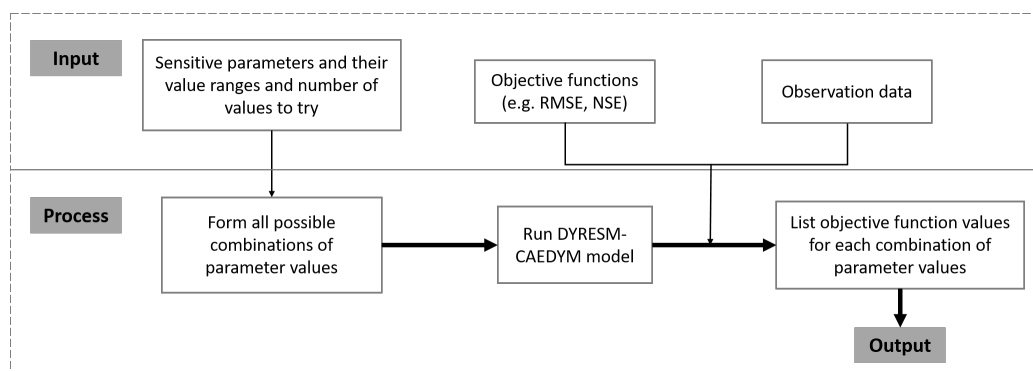 Input
Sensitive parameters and their
value ranges and number of
values to try
Objective functions
(e.g. RMSE, NSE)
Observation data
Process
Form all possible
combinations of
parameter values
Run DYRESM-
CAEDYM model
List objective function values
for each combination of
parameter values
Output